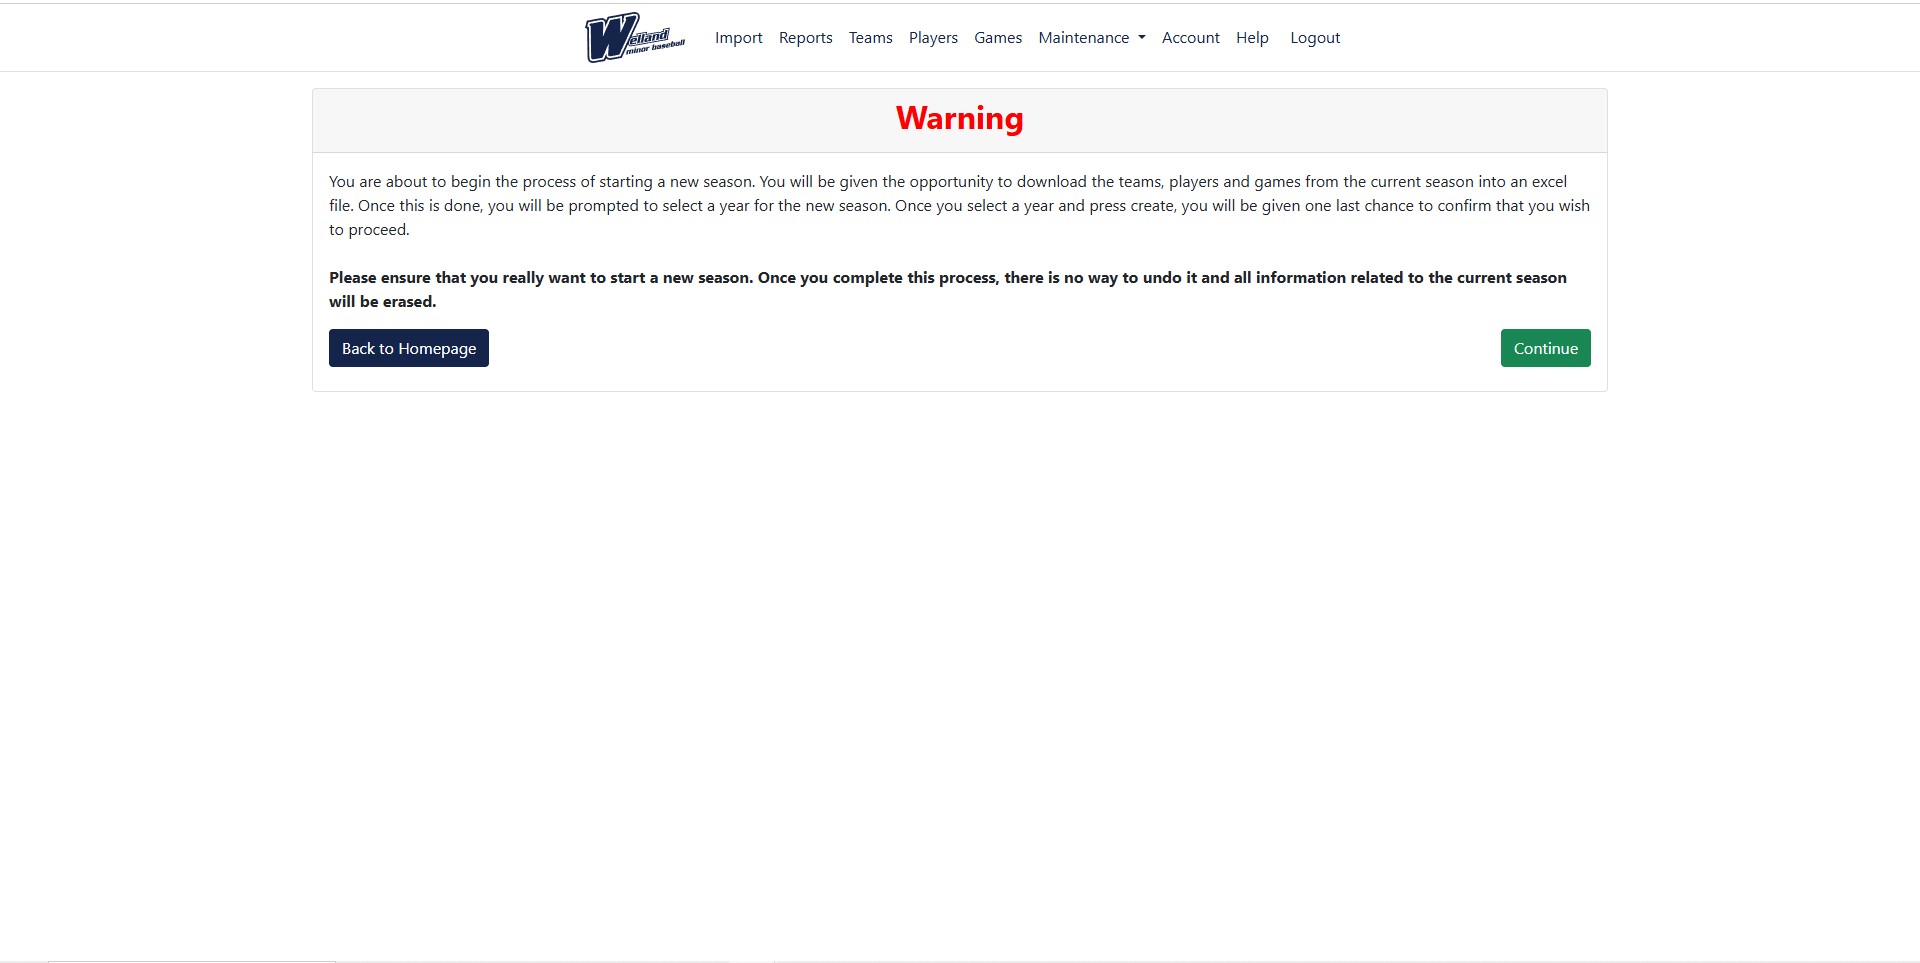 Welland
minor baseball
Import Reports Teams Players Games Maintenance Account Help Logout
Warning
You are about to begin the process of starting a new season. You will be given the opportunity to download the teams, players and games from the current season into an excel
file. Once this is done, you will be prompted to select a year for the new season. Once you select a year and press create, you will be given one last chance to confirm that you wish
to proceed.
Please ensure that you really want to start a new season. Once you complete this process, there is no way to undo it and all information related to the current season
will be erased.
Back to Homepage Continue